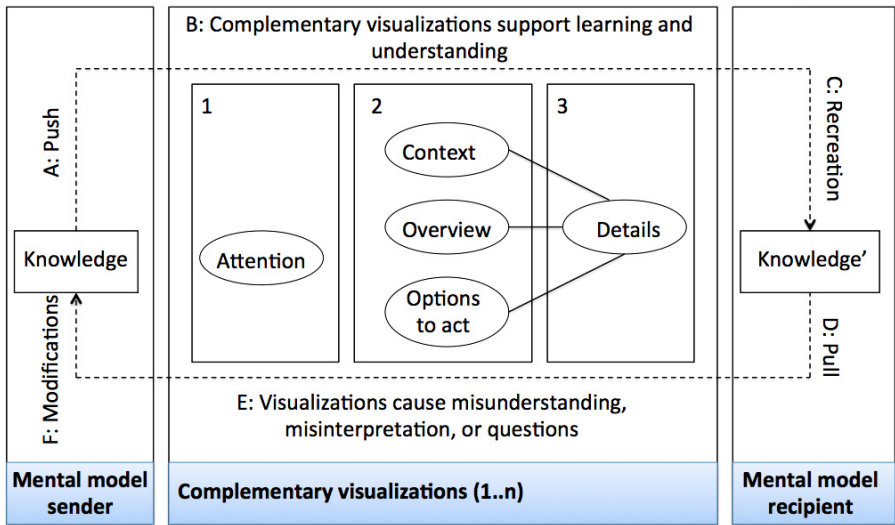 B: Complementary visualizations support learning and
understanding
A: Push
C: Recreation
1
2
3
Context
Overview
Details
Knowledge
Attention
Knowledge’
Options
to act
F: Modifications
D: Pull
E: Visualizations cause misunderstanding,
misinterpretation, or questions
Mental model
sender
Complementary visualizations (1..n)
Mental model
recipient